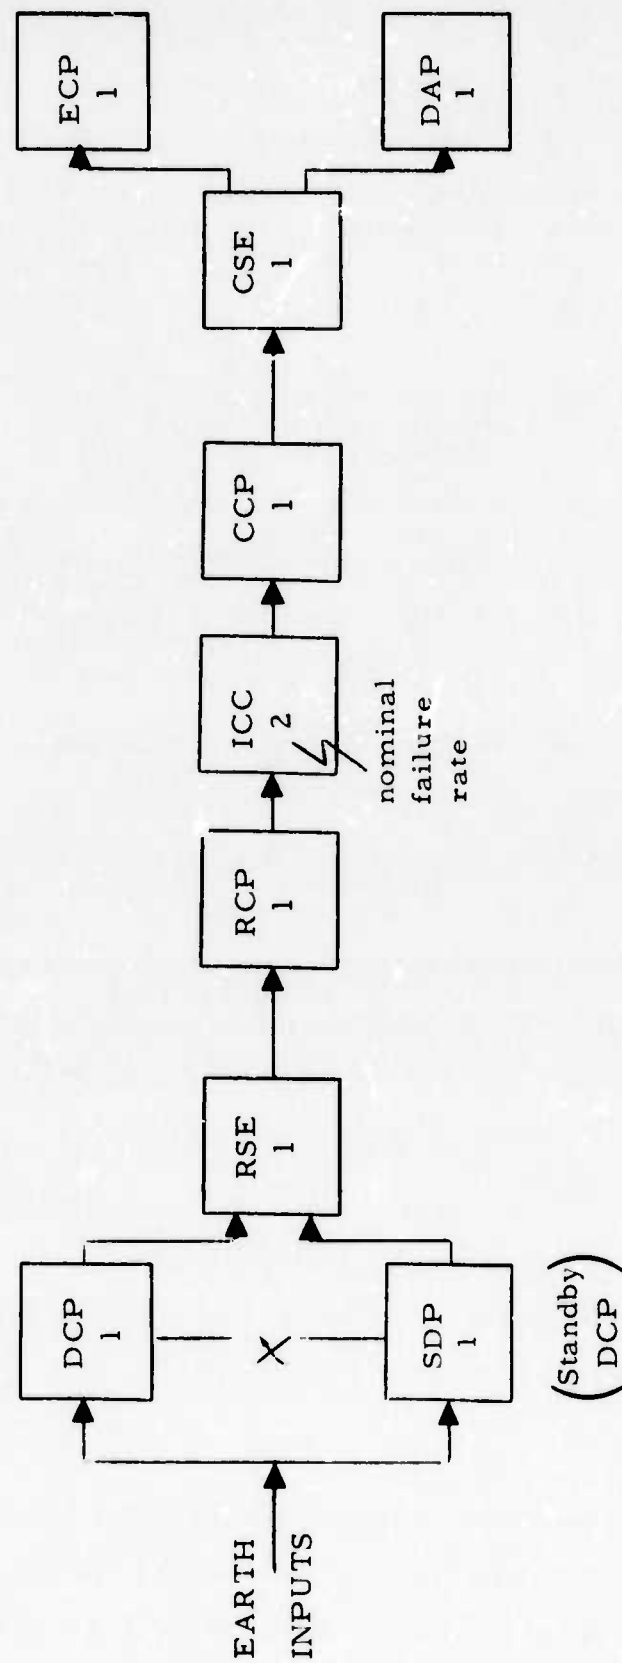 EARTH
INPUTS
DCP
1
X
SDP
1
(Standby
DCP)
RSE
1
RCP
1
ICC
2
nominal
failure
rate
CCP
1
CSE
1
ECP
1
DAP
1